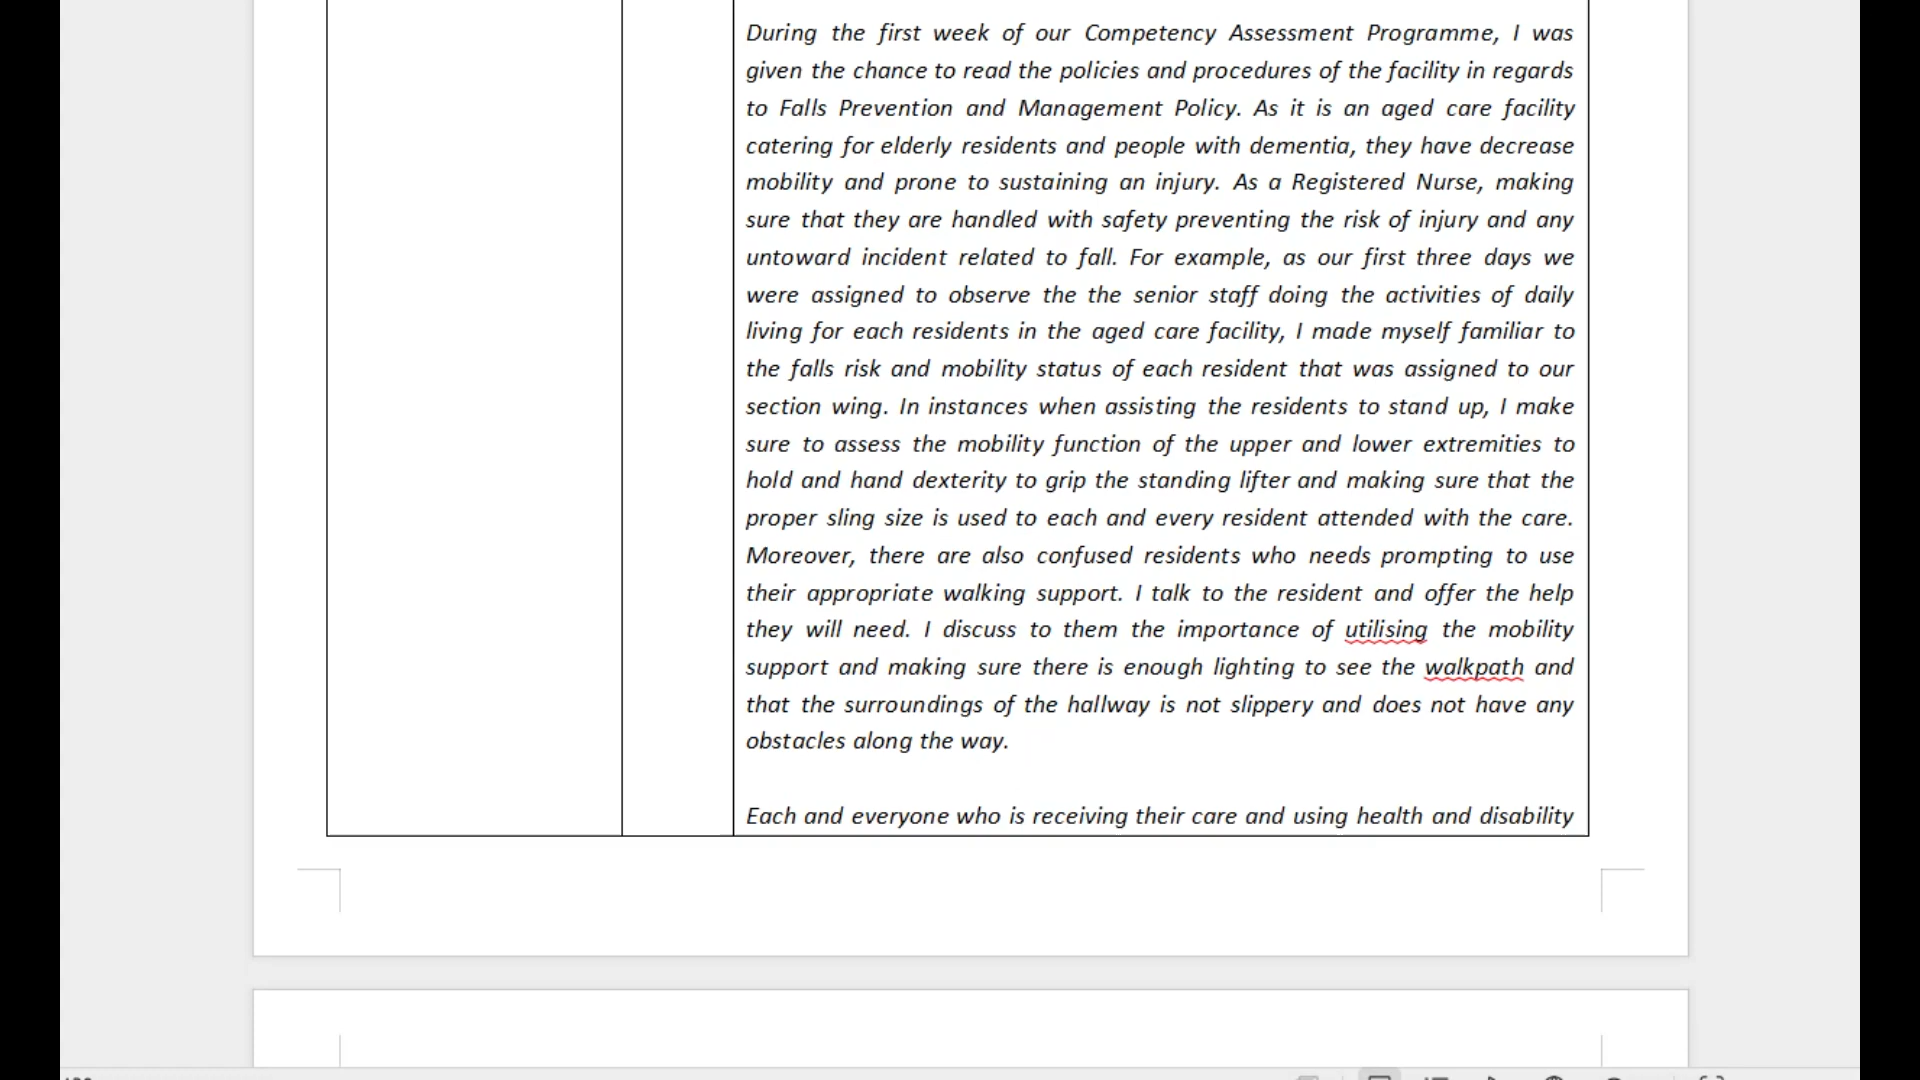 During the first week of our Competency Assessment Programme, I was
given the chance to read the policies and procedures of the facility in regards
to Falls Prevention and Management Policy. As it is an aged care facility
catering for elderly residents and people with dementia, they have decrease
mobility and prone to sustaining an injury. As a Registered Nurse, making
sure that they are handled with safety preventing the risk of injury and any
untoward incident related to fall. For example, as our first three days we
were assigned to observe the the senior staff doing the activities of daily
living for each residents in the aged care facility, I made myself familiar to
the falls risk and mobility status of each resident that was assigned to our
section wing. In instances when assisting the residents to stand up, I make
sure to assess the mobility function of the upper and lower extremities to
hold and hand dexterity to grip the standing lifter and making sure that the
proper sling size is used to each and every resident attended with the care.
Moreover, there are also confused residents who needs prompting to use
their appropriate walking support. I talk to the resident and offer the help
they will need. I discuss to them the importance of utilising the mobility
support and making sure there is enough lighting to see the walkpath and
that the surroundings of the hallway is not slippery and does not have any
obstacles along the way.
Each and everyone who is receiving their care and using health and disability